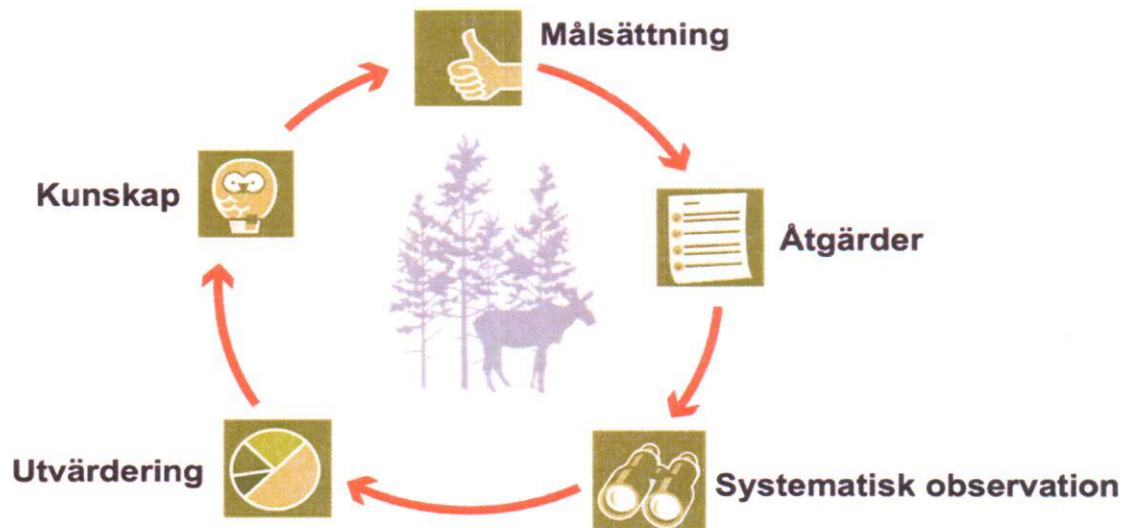 Målsättning
Kunskap
Åtgärder
Utvärdering
Systematisk observation